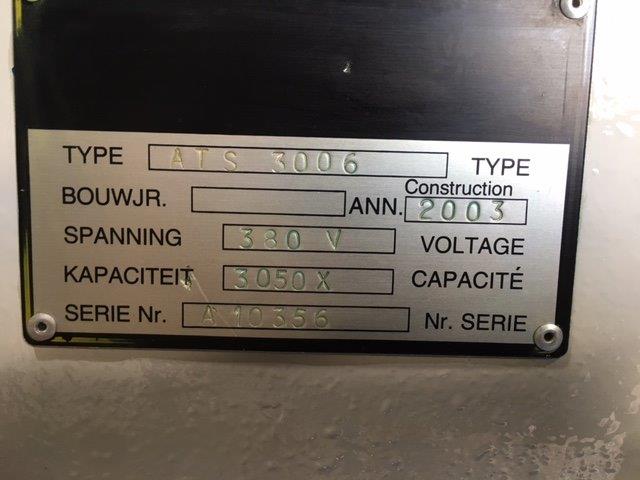 TYPE ATS 3006 TYPE
Construction
BOUWJR. ANN. 2003
SPANNING 380 V VOLTAGE
KAPACITEIT 3050 X CAPACITÉ
SERIE Nr. A 10356 Nr. SERIE